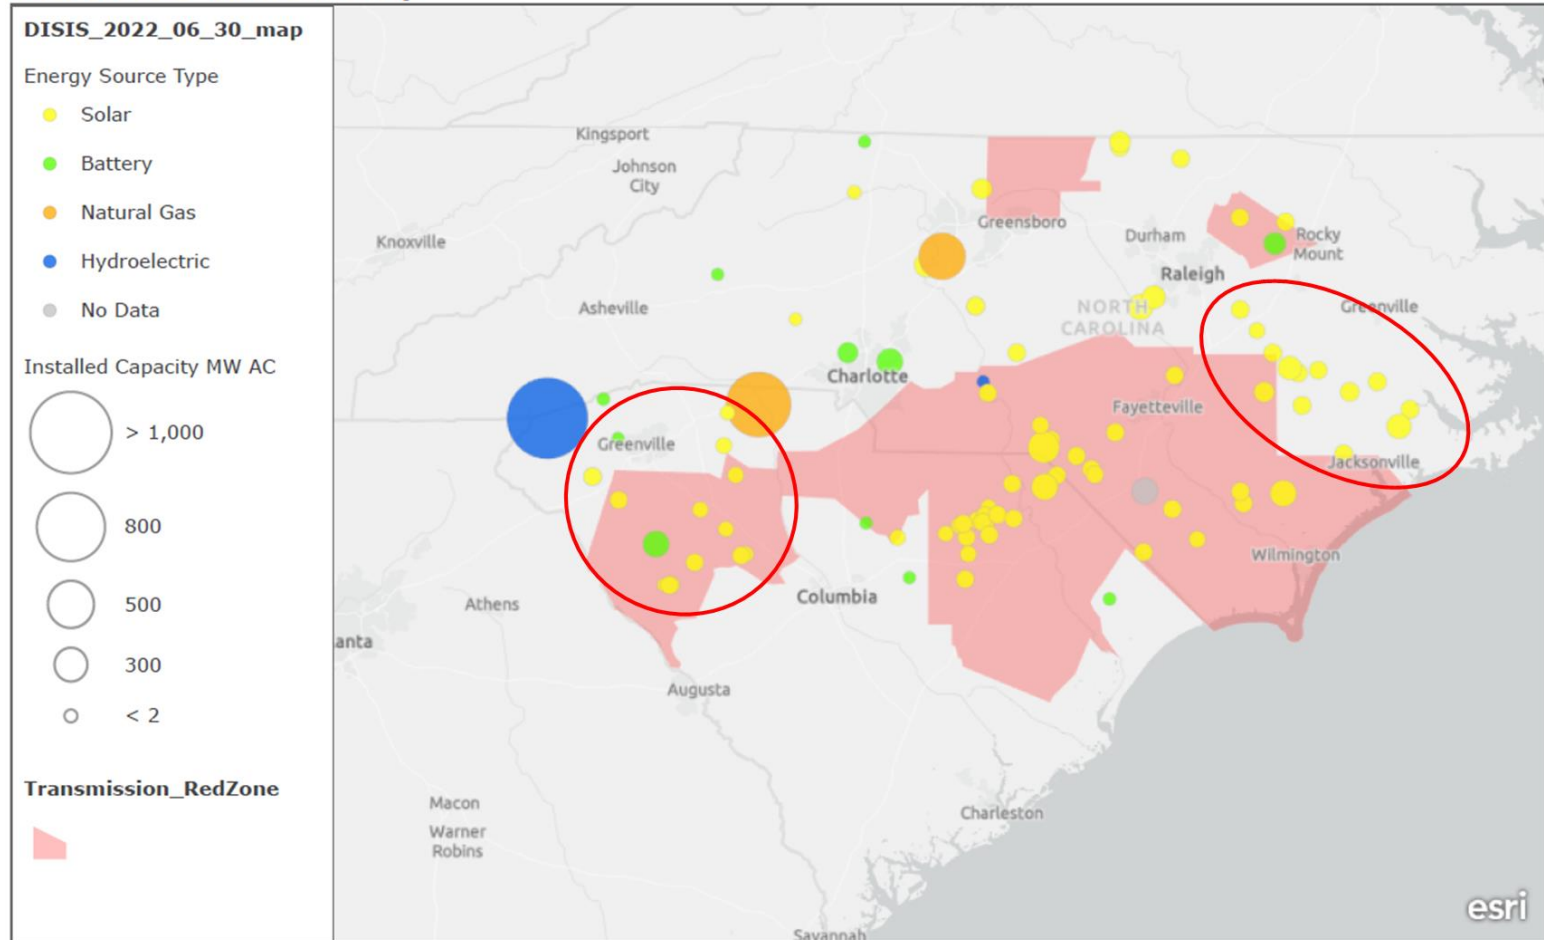 DISIS_2022_06_30_map
Energy Source Type
Solar
Battery
Natural Gas
Hydroelectric
No Data
Installed Capacity MW AC
> 1,000
800
500
300
< 2
Transmission_RedZone
Kingsport
Johnson
City
Knoxville
Greensboro
Durham
Rocky
Mount
Raleigh
Asheville
NORTH
CAROLINA
Greenville
Charlotte
Fayetteville
Greenville
Jacksonville
Wilmington
Columbia
Athens
anta
Augusta
Macon
Charleston
Warner
Robins
Savannah
esri